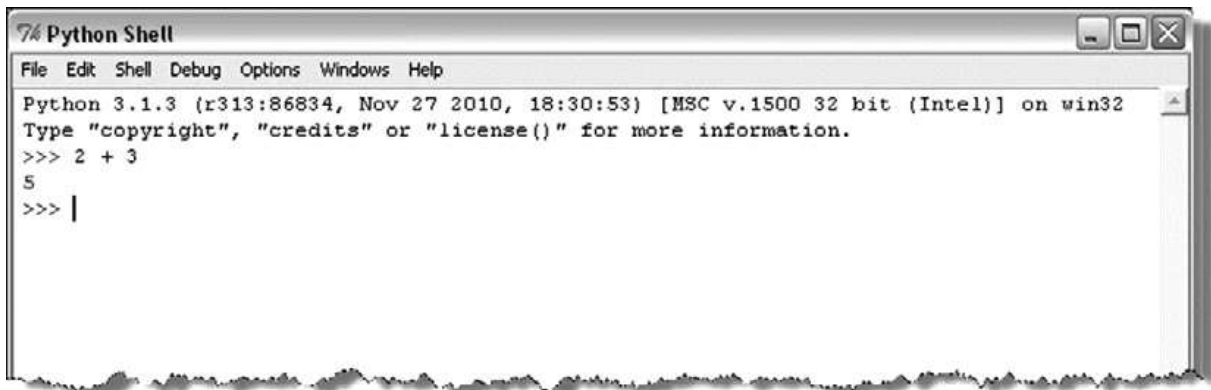 Python Shell
File Edit Shell Debug Options Windows Help
Python 3.1.3 (r313:86834, Nov 27 2010, 18:30:53) [MSC v.1500 32 bit (Intel)] on win32
Type "copyright", "credits" or "license()" for more information.
>>> 2 + 3
5
>>>